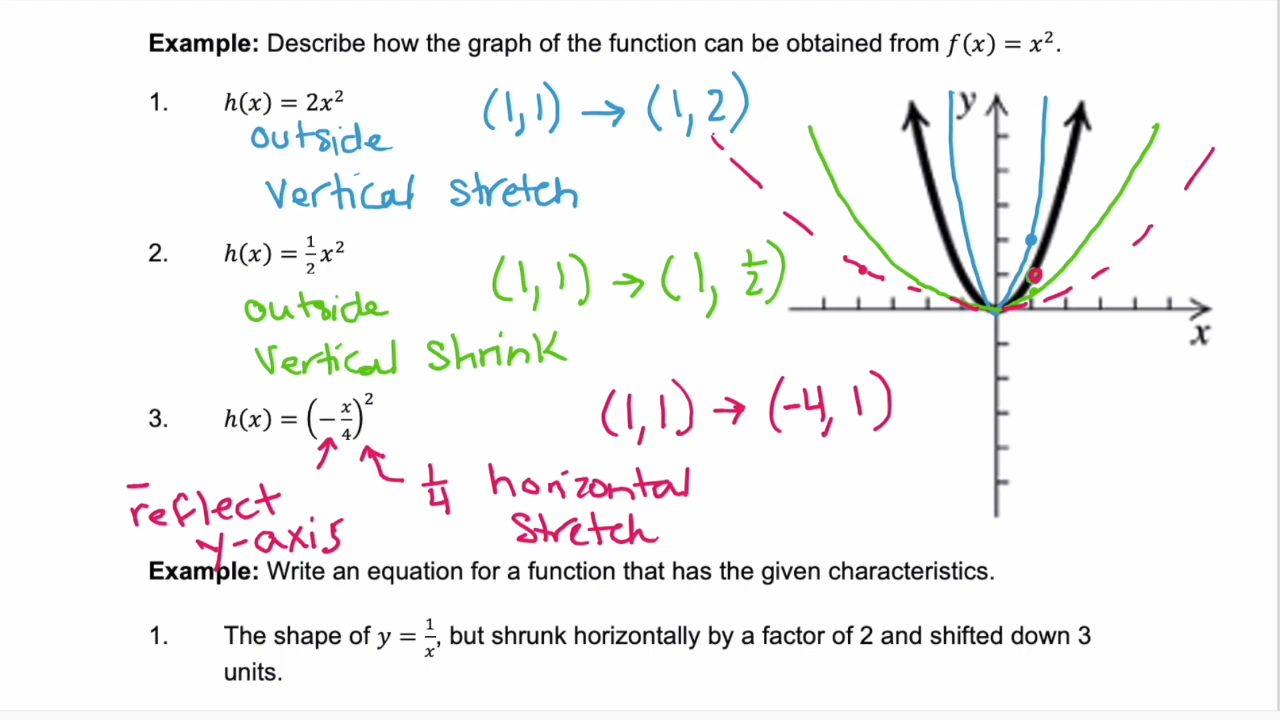 Example: Describe how the graph of the function can be obtained from f(x) = x².
1. h(x) = 2x² (1, 1) → (1, 2)
outside
vertical stretch
2. h(x) = ½x² (1, 1) → (1, ½)
outside
vertical shrink
3. h(x) = (−x/4)² (1, 1) → (-4, 1)
– reflect y-axis
1/4 horizontal stretch
y
x
Example: Write an equation for a function that has the given characteristics.
1. The shape of y = 1/x, but shrunk horizontally by a factor of 2 and shifted down 3
units.